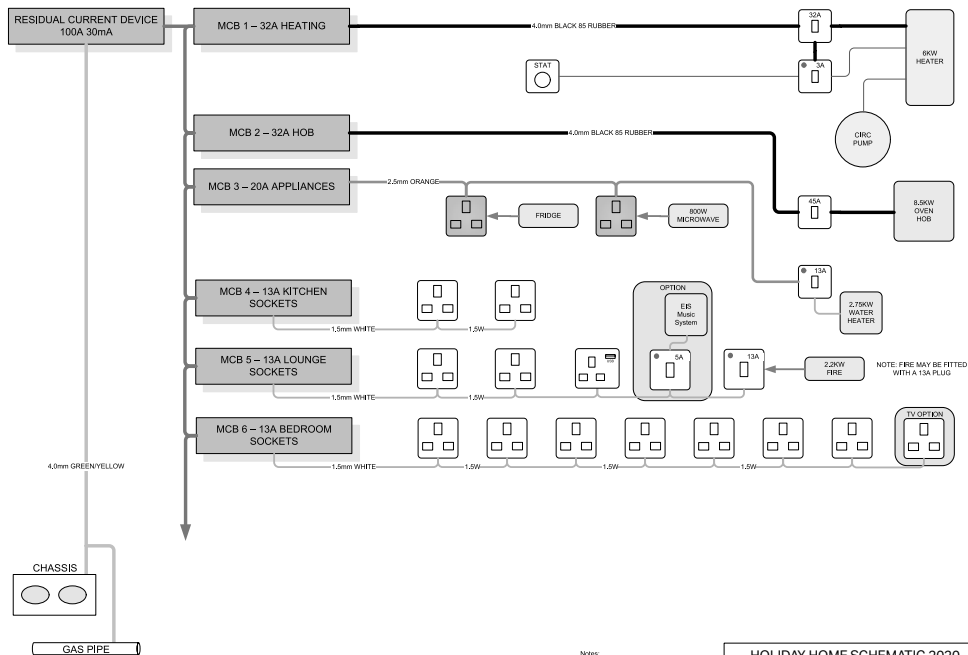 RESIDUAL CURRENT DEVICE
100A 30mA
MCB 1 – 32A HEATING
4.0mm BLACK 85 RUBBER
32A
STAT
3A
6KW
HEATER
CIRC
PUMP
MCB 2 – 32A HOB
4.0mm BLACK 85 RUBBER
45A
8.5KW
OVEN
HOB
MCB 3 – 20A APPLIANCES
2.5mm ORANGE
FRIDGE
800W
MICROWAVE
13A
2.75KW
WATER
HEATER
MCB 4 – 13A KITCHEN
SOCKETS
1.5mm WHITE
1.5W
OPTION
EIS
Music
System
MCB 5 – 13A LOUNGE
SOCKETS
1.5mm WHITE
1.5W
5A
13A
2.2KW
FIRE
NOTE: FIRE MAY BE FITTED
WITH A 13A PLUG
MCB 6 – 13A BEDROOM
SOCKETS
1.5mm WHITE
1.5W
1.5W
1.5W
TV OPTION
4.0mm GREEN/YELLOW
CHASSIS
GAS PIPE
Notes:
HOLIDAY HOME SCHEMATIC 2020